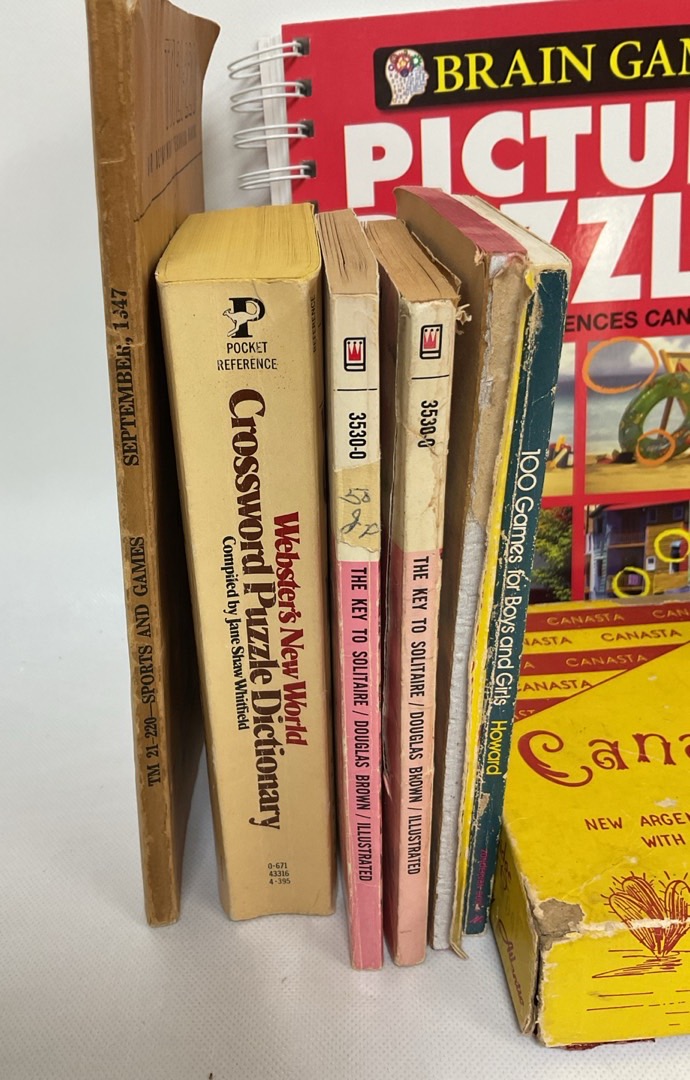 TM 21-220—SPORTS AND GAMES SEPTEMBER, 1947
P
POCKET
REFERENCE
Webster's New World
Crossword Puzzle Dictionary
Compiled by Jane Shaw Whitfield
0-671
43316
4-395
REFERENCE
3530-0
THE KEY TO SOLITAIRE / DOUGLAS BROWN / ILLUSTRATED
3530-0
THE KEY TO SOLITAIRE / DOUGLAS BROWN / ILLUSTRATED
100 Games for Boys and Girls Howard
BRAIN GAM
PICTU
ZZL
ENCES CAN
CANASTA
CANASTA
CANASTA
CANASTA
CANASTA
Cana
NEW ARGEN
WITH